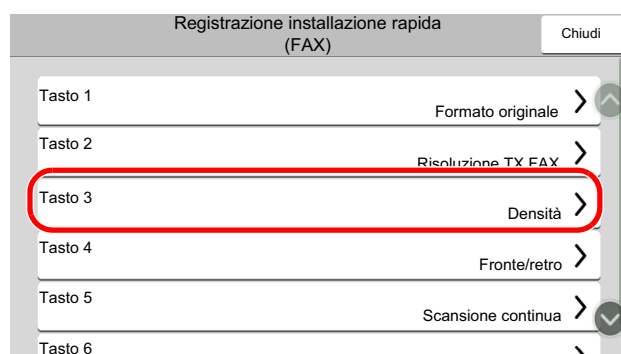 Registrazione installazione rapida
(FAX)
Chiudi
Tasto 1
Formato originale
Tasto 2
Risoluzione TX FAX
Tasto 3
Densità
Tasto 4
Fronte/retro
Tasto 5
Scansione continua
Tasto 6